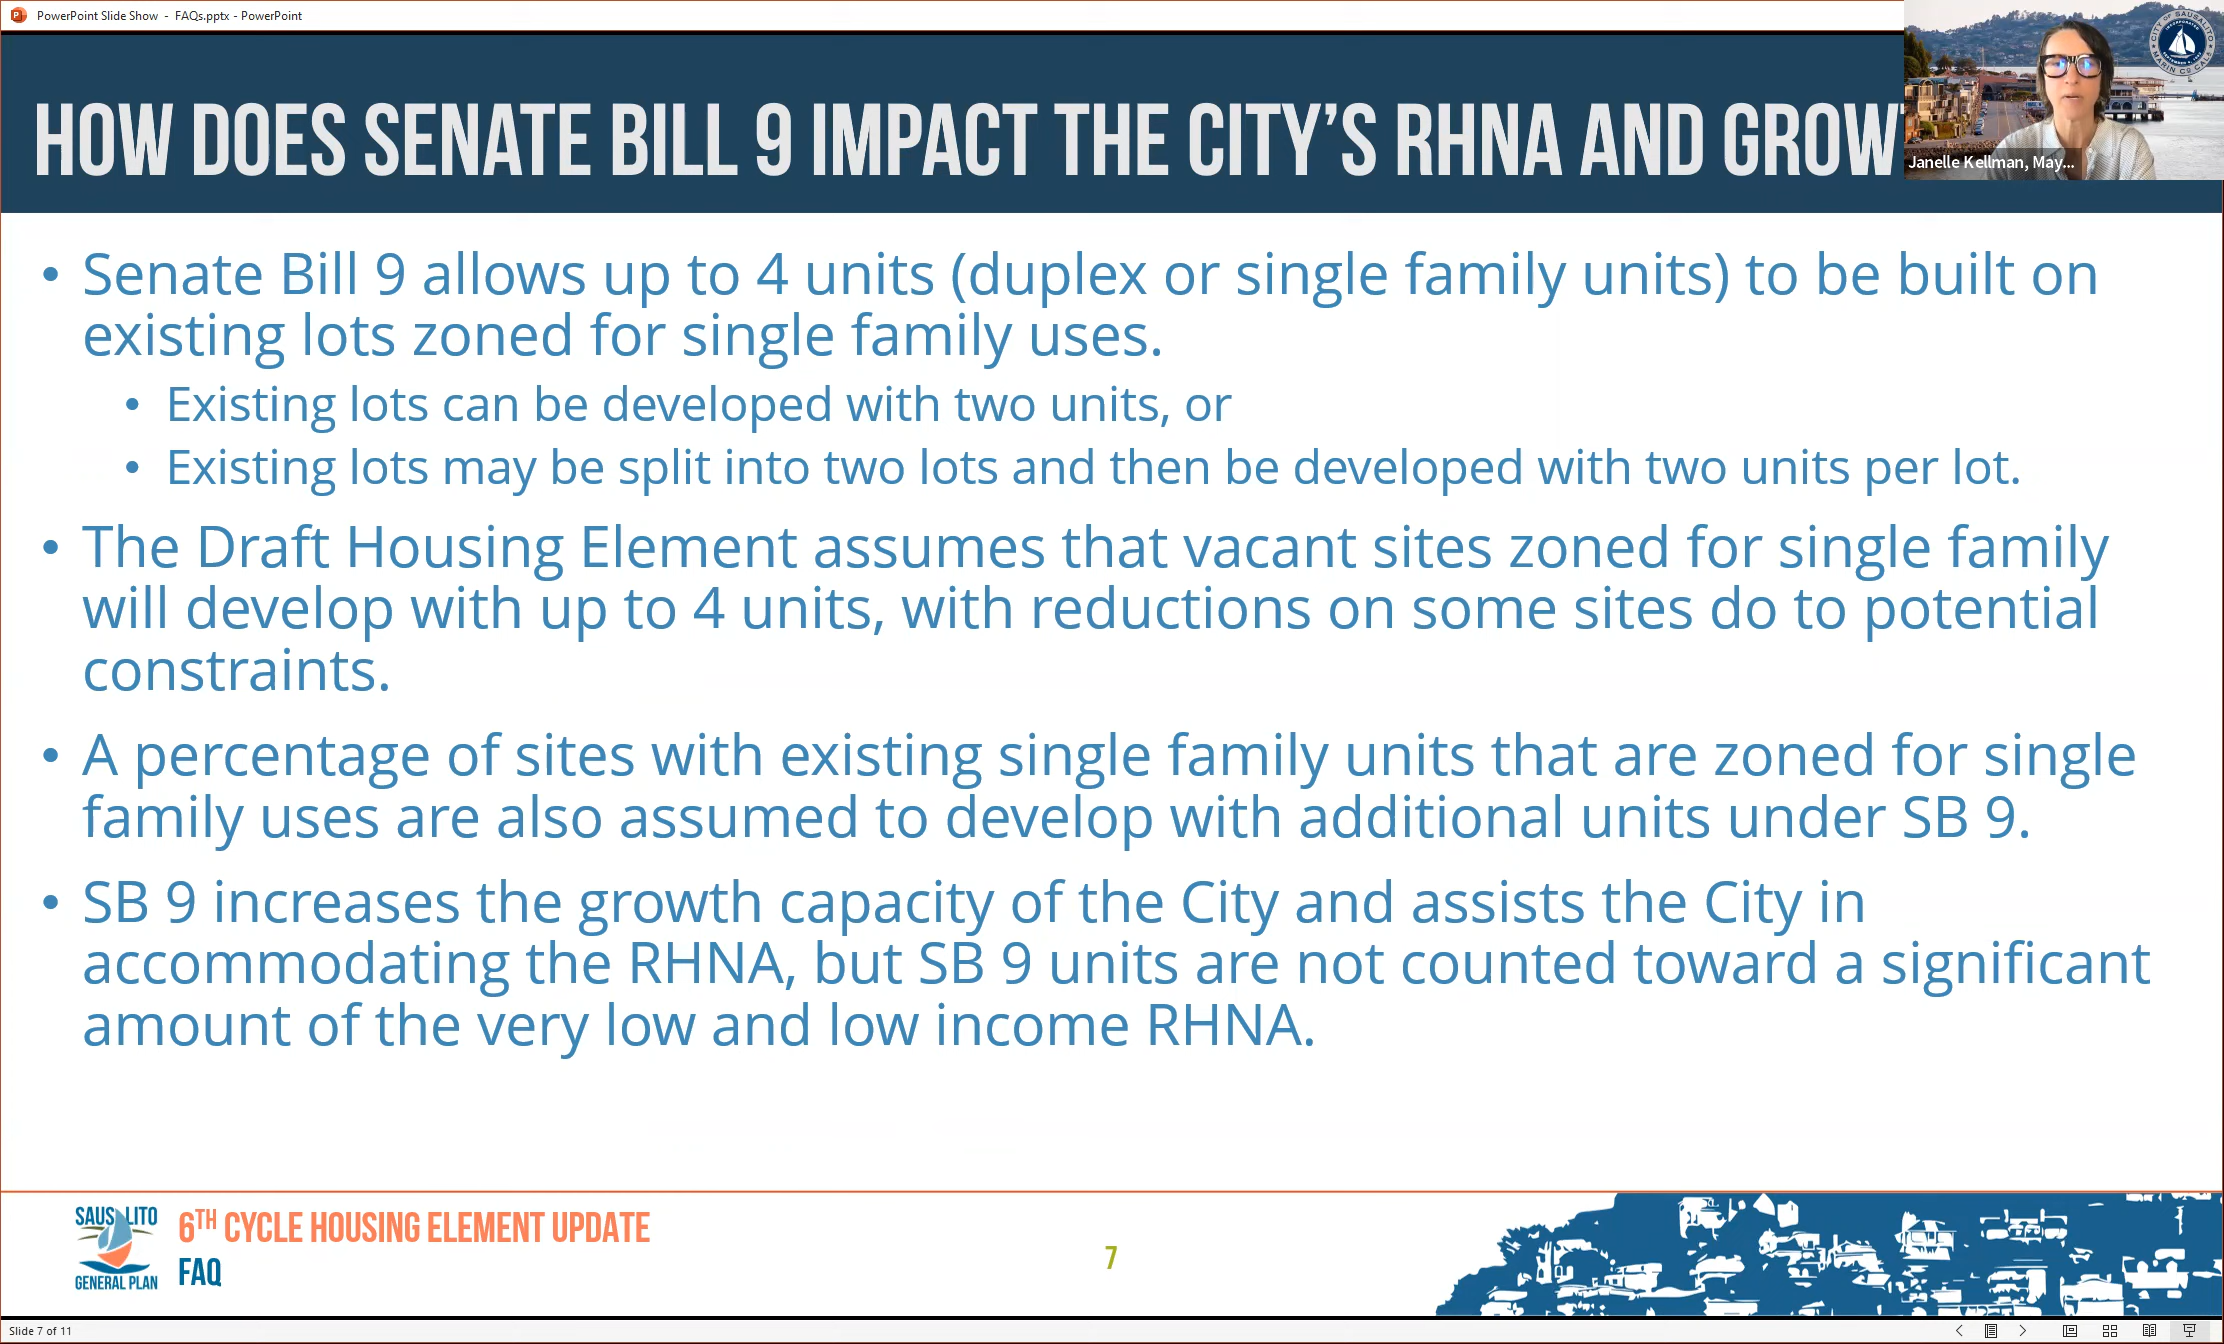 PowerPoint Slide Show - FAQs.pptx - PowerPoint
HOW DOES SENATE BILL 9 IMPACT THE CITY'S RHNA AND GROW
CITY OF SAUSALITO
INCORPORATED
MARIN CO. CALIF.
Janelle Kellman, May...
• Senate Bill 9 allows up to 4 units (duplex or single family units) to be built on
existing lots zoned for single family uses.
• Existing lots can be developed with two units, or
• Existing lots may be split into two lots and then be developed with two units per lot.
• The Draft Housing Element assumes that vacant sites zoned for single family
will develop with up to 4 units, with reductions on some sites do to potential
constraints.
• A percentage of sites with existing single family units that are zoned for single
family uses are also assumed to develop with additional units under SB 9.
• SB 9 increases the growth capacity of the City and assists the City in
accommodating the RHNA, but SB 9 units are not counted toward a significant
amount of the very low and low income RHNA.
SAUSALITO
GENERAL PLAN
6TH CYCLE HOUSING ELEMENT UPDATE
FAQ
7
Slide 7 of 11